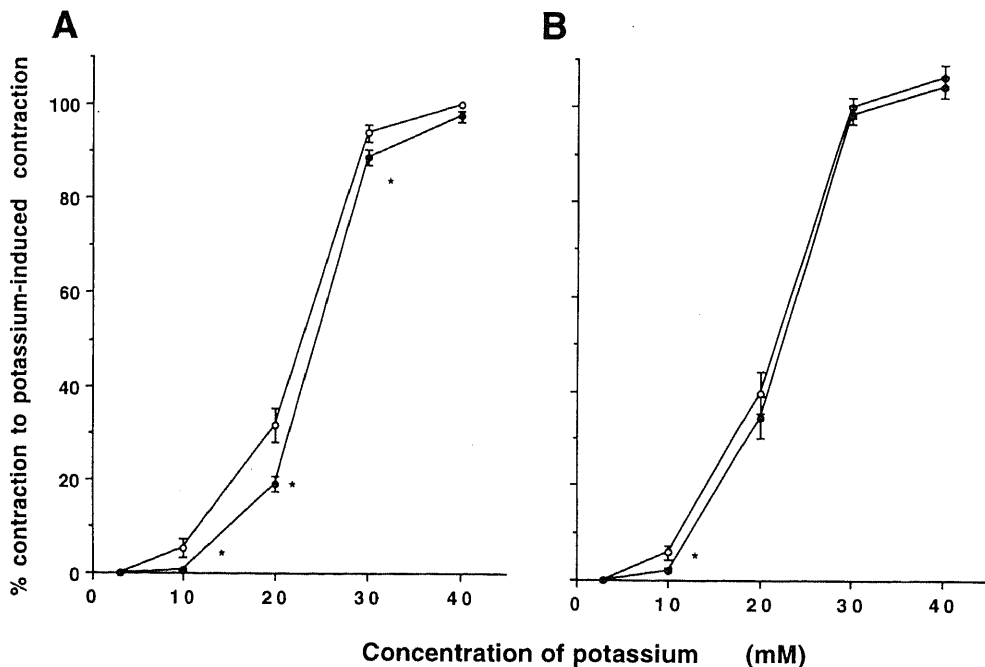 A
B
% contraction to potassium-induced contraction
100
80
60
40
20
0
*
*
*
*
0 10 20 30 40
0 10 20 30 40
Concentration of potassium (mM)